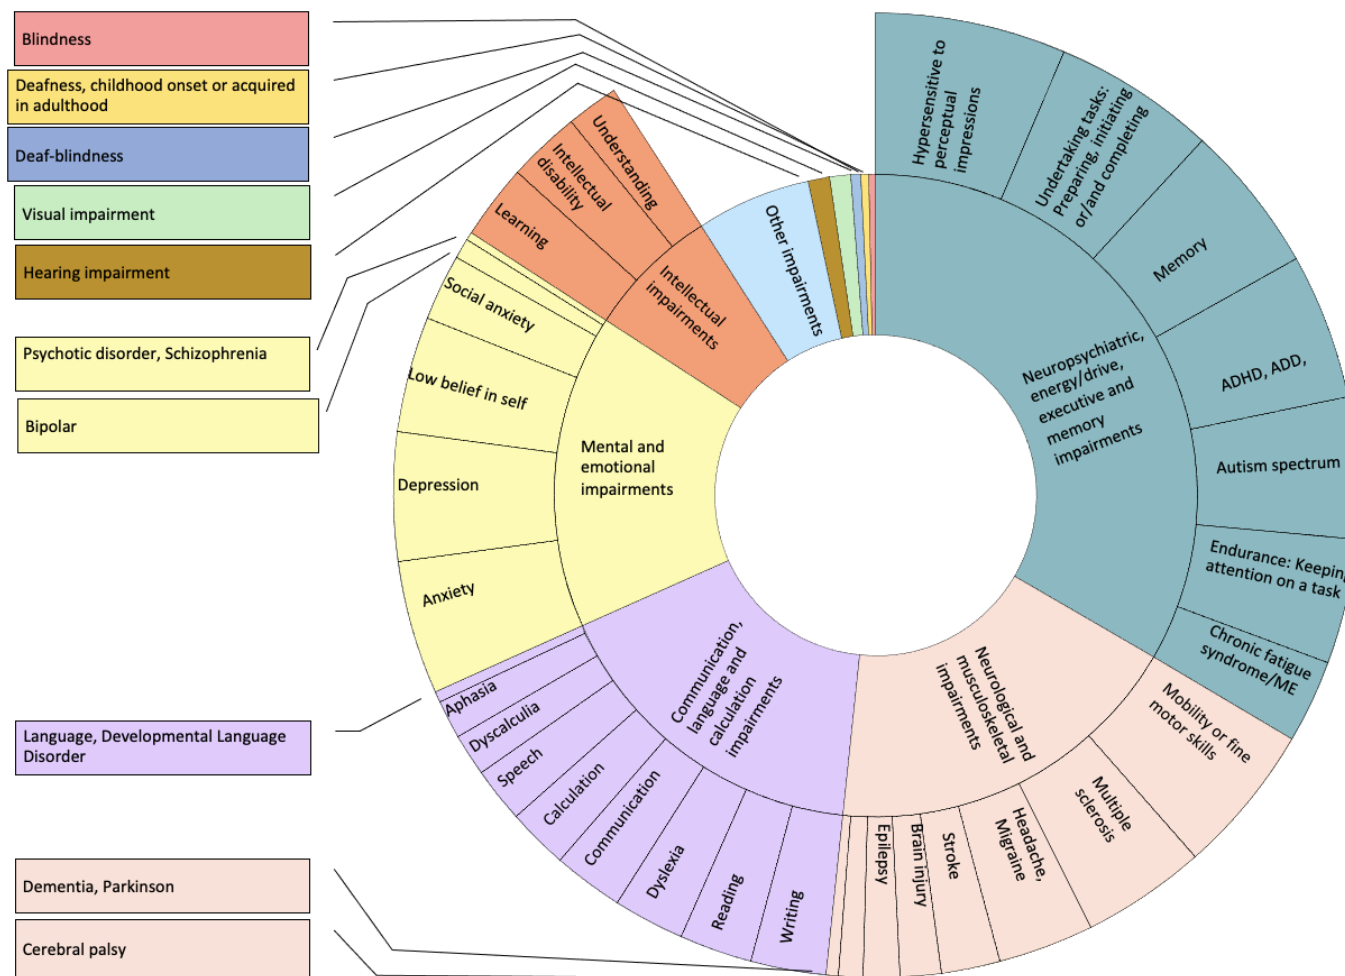 Blindness
Deafness, childhood onset or acquired
in adulthood
Deaf-blindness
Visual impairment
Hearing impairment
Psychotic disorder, Schizophrenia
Bipolar
Language, Developmental Language
Disorder
Dementia, Parkinson
Cerebral palsy
Hypersensitive to
perceptual
impressions
Undertaking tasks:
Preparing, initiating
or/and completing
Memory
ADHD, ADD,
Autism spectrum
Endurance: Keeping
attention on a task
Chronic fatigue
syndrome/ME
Neuropsychiatric,
energy/drive,
executive and
memory
impairments
Mobility or fine
motor skills
Multiple
sclerosis
Headache,
Migraine
Stroke
Brain injury
Epilepsy
Neurological and
musculoskeletal
impairments
Writing
Reading
Dyslexia
Communication
Calculation
Speech
Dyscalculia
Aphasia
Communication,
language and
calculation
impairments
Anxiety
Depression
Low belief in self
Social anxiety
Mental and
emotional
impairments
Learning
Intellectual
disability
Understanding
Intellectual
impairments
Other impairments